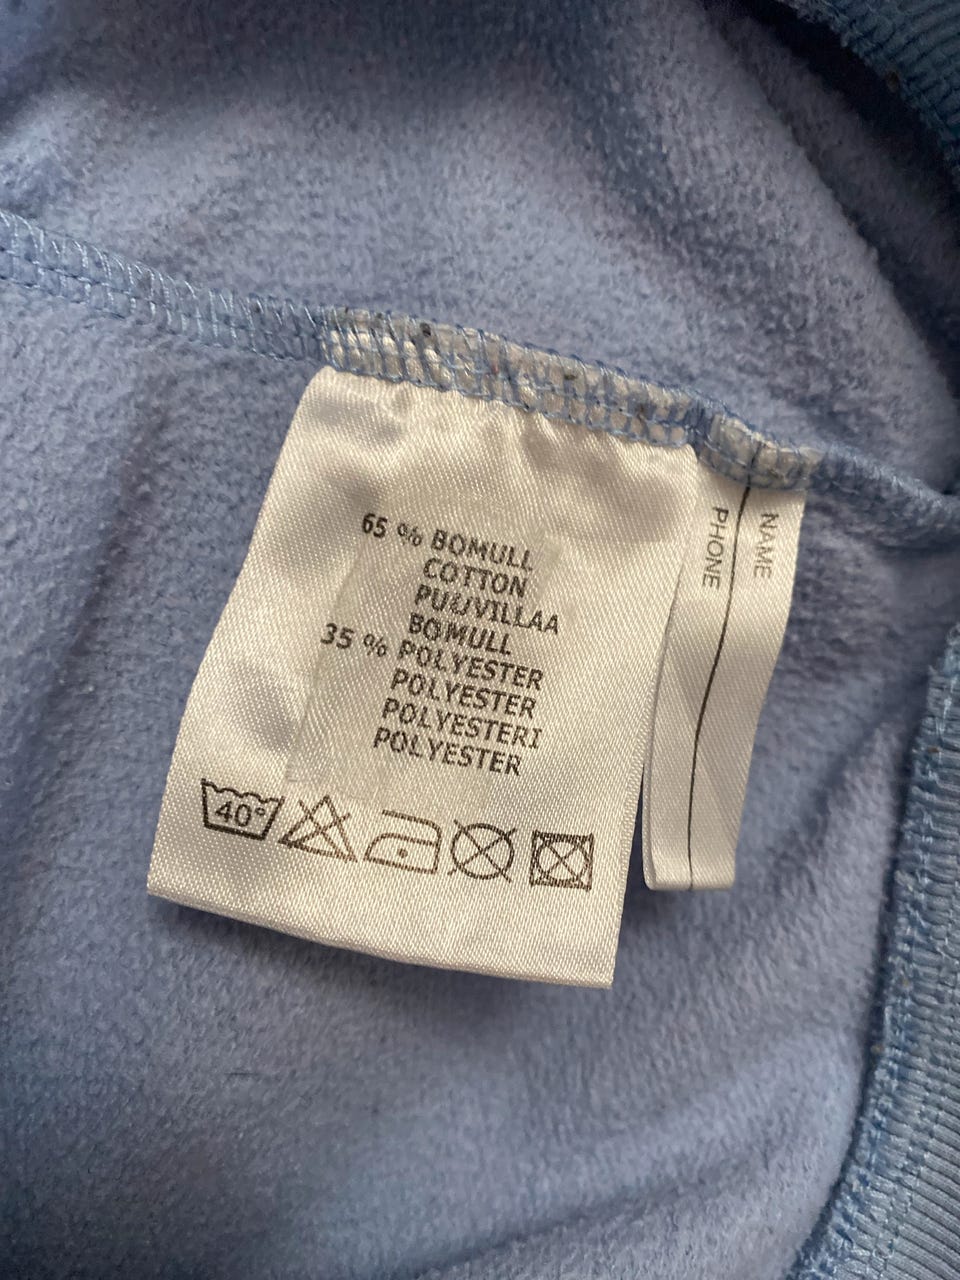 65 % BOMULL
COTTON
PUUVILLAA
BOMULL
35 % POLYESTER
POLYESTER
POLYESTERI
POLYESTER
40°
NAME
PHONE